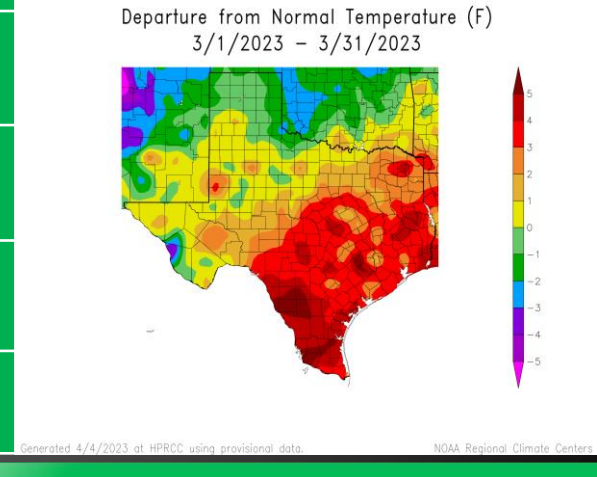 Departure from Normal Temperature (F)
3/1/2023 – 3/31/2023
5
4
3
2
1
0
-1
-2
-3
-4
-5
Generated 4/4/2023 at HPRCC using provisional data.
NOAA Regional Climate Centers